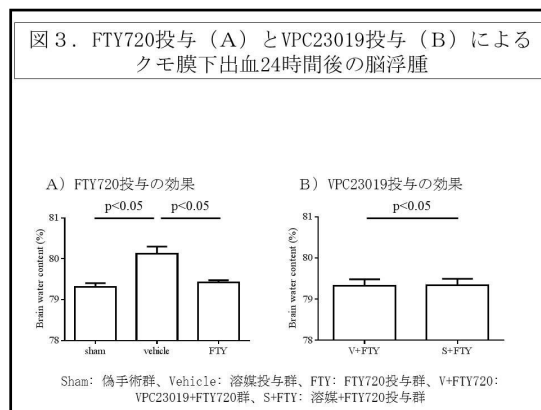 図３．FTY720投与（A）とVPC23019投与（B）による
クモ膜下出血24時間後の脳浮腫
A）FTY720投与の効果
p<0.05
p<0.05
81
80
79
78
Brain water content (%)
sham
vehicle
FTY
B）VPC23019投与の効果
p<0.05
81
80
79
78
Brain water content (%)
V+FTY
S+FTY
Sham: 偽手術群、Vehicle: 溶媒投与群、FTY: FTY720投与群、V+FTY720:
VPC23019+FTY720群、S+FTY: 溶媒+FTY720投与群